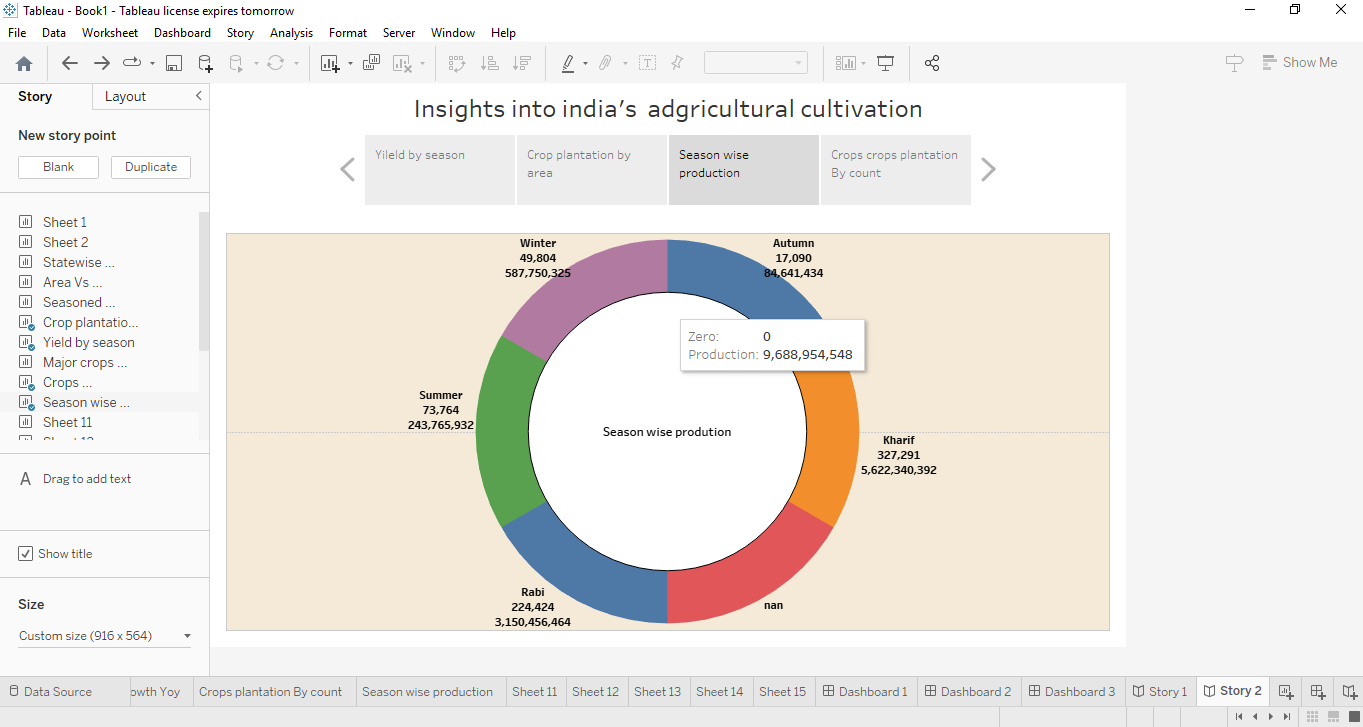 Tableau - Book1 - Tableau license expires tomorrow
File Data Worksheet Dashboard Story Analysis Format Server Window Help
Show Me
Story Layout
New story point
Blank Duplicate
Sheet 1
Sheet 2
Statewise ...
Area Vs ...
Seasoned ...
Crop plantatio...
Yield by season
Major crops ...
Crops ...
Season wise ...
Sheet 11
A Drag to add text
Show title
Size
Custom size (916 x 564)
Insights into india's adgricultural cultivation
Yileld by season
Crop plantation by
area
Season wise
production
Crops crops plantation
By count
Winter
49,804
587,750,325
Autumn
17,090
84,641,434
Zero: 0
Production: 9,688,954,548
Summer
73,764
243,765,932
Season wise prodution
Kharif
327,291
5,622,340,392
Rabi
224,424
3,150,456,464
nan
Data Source owth Yoy Crops plantation By count Season wise production Sheet 11 Sheet 12 Sheet 13 Sheet 14 Sheet 15 Dashboard 1 Dashboard 2 Dashboard 3 Story 1 Story 2